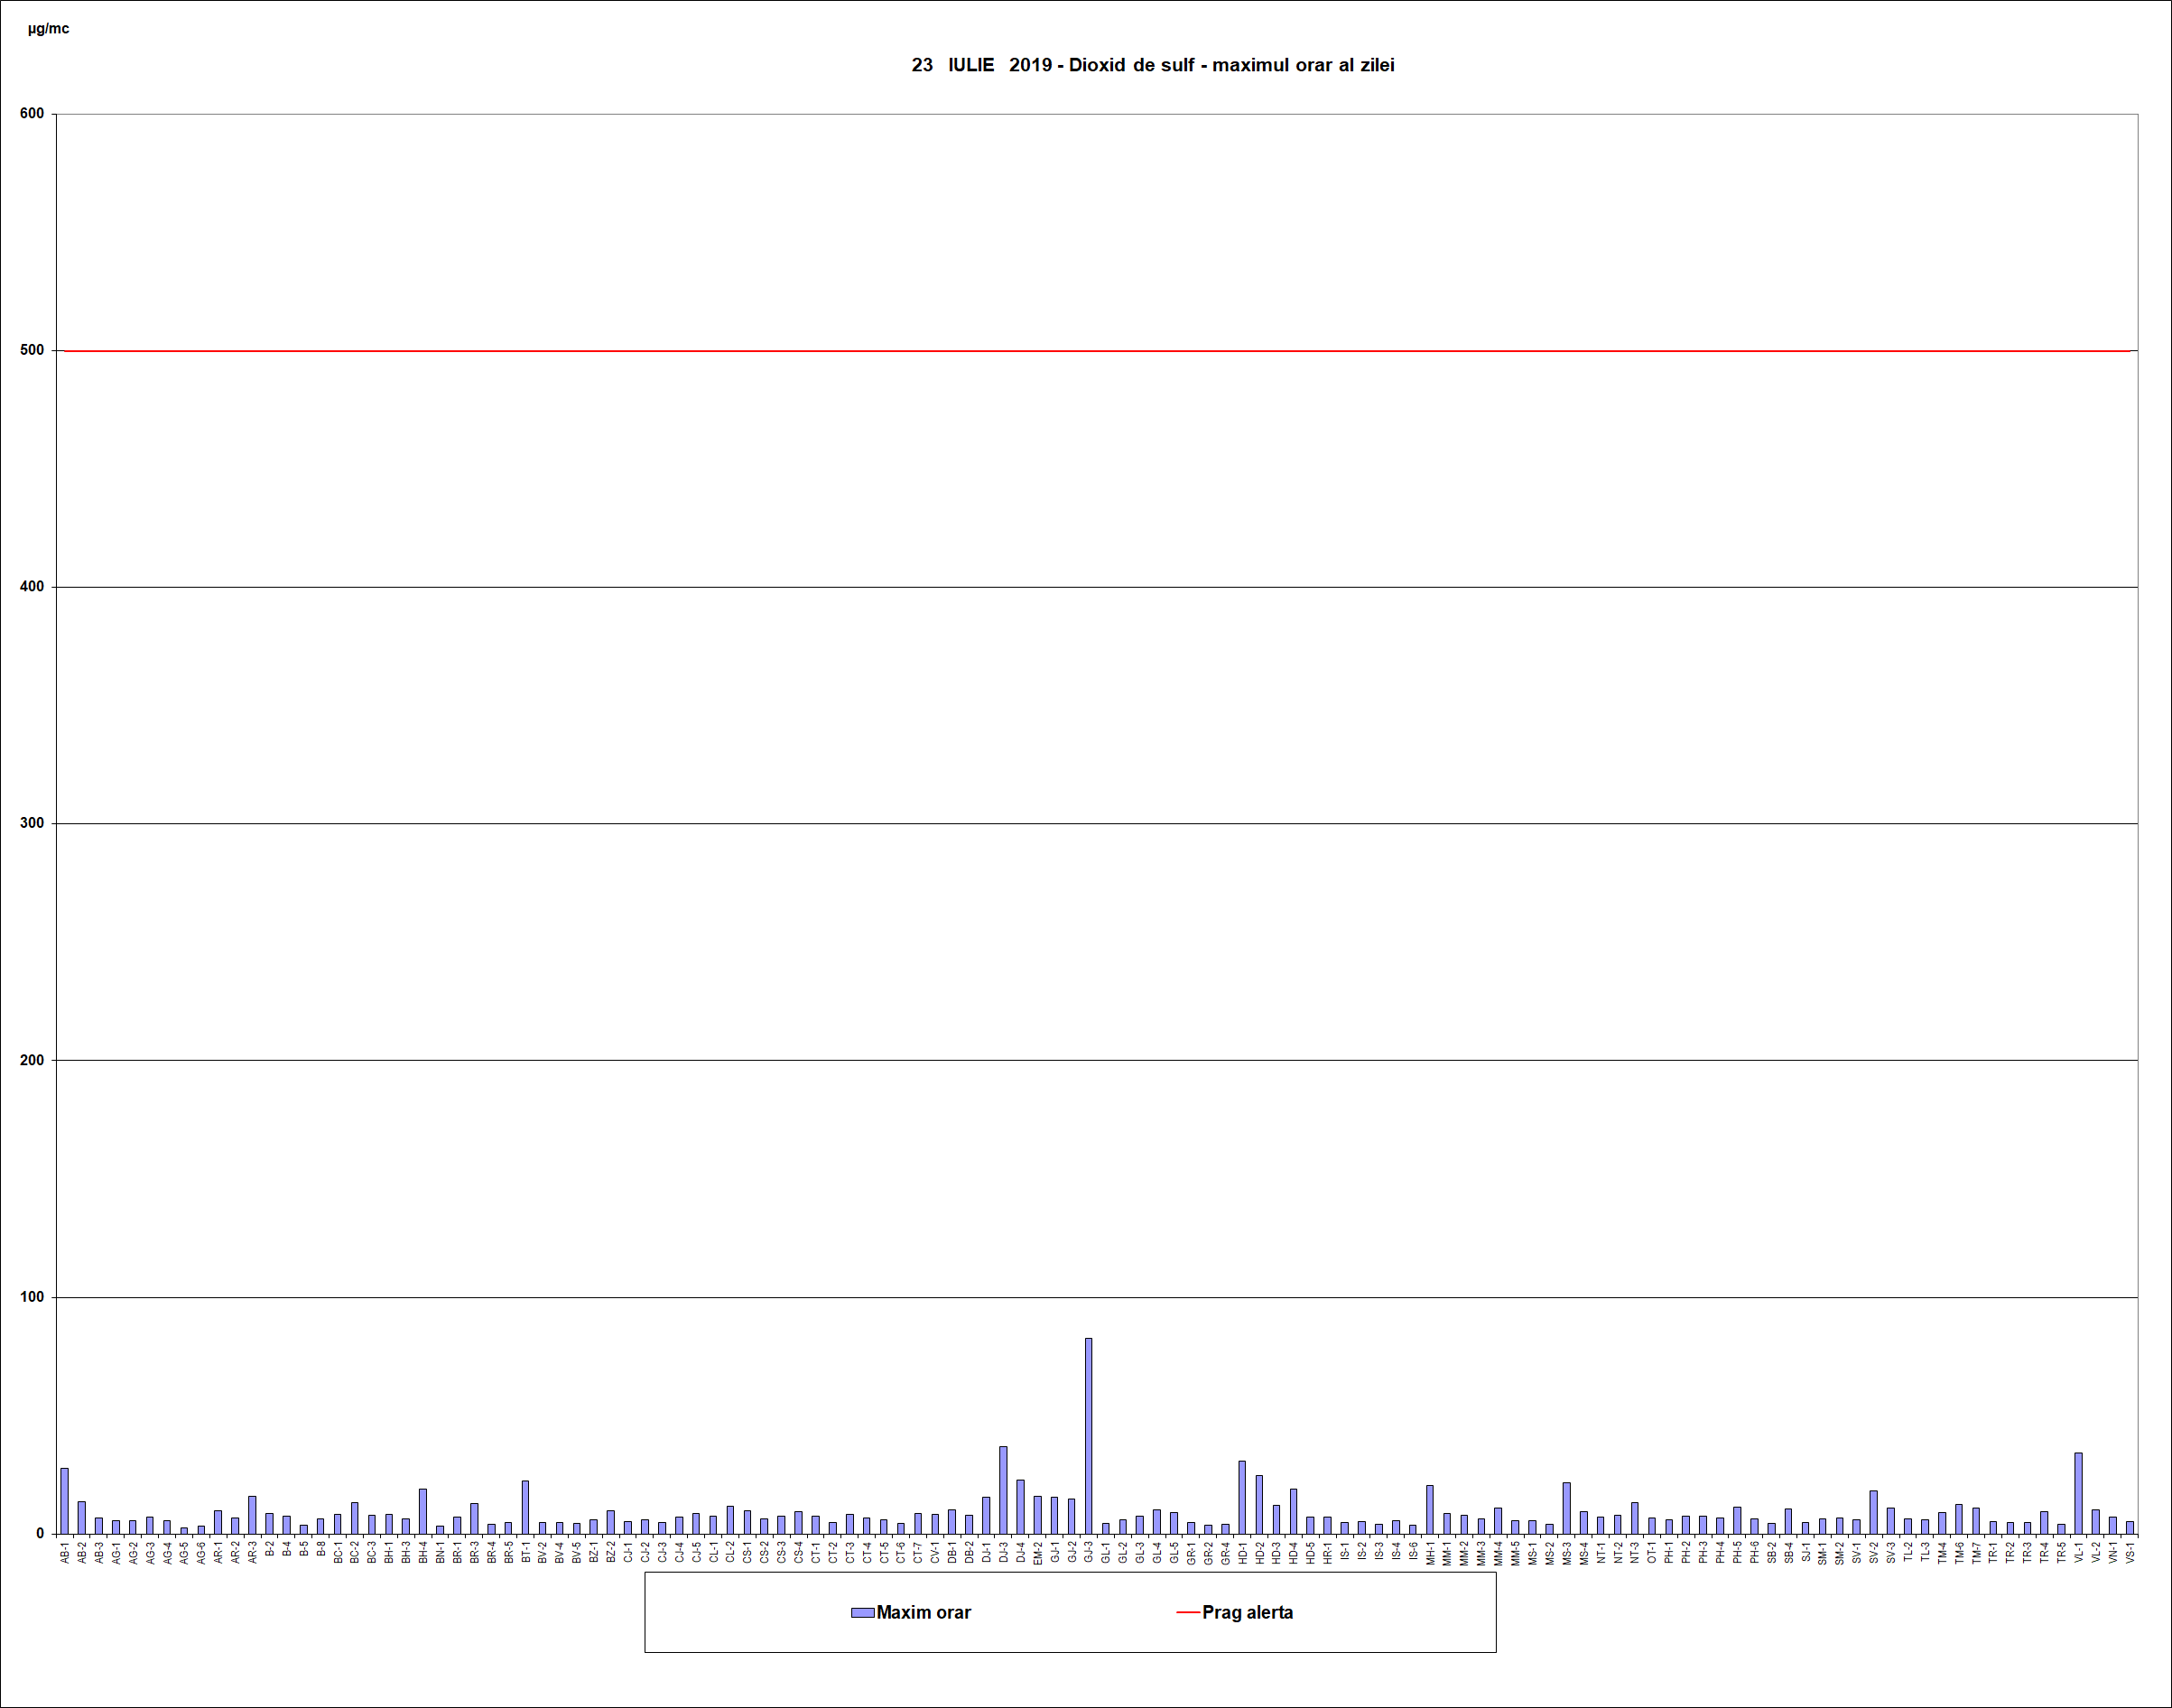 µg/mc
23 IULIE 2019 - Dioxid de sulf - maximul orar al zilei
600
500
400
300
200
100
0
AB-1 AB-2 AB-3 AG-1 AG-2 AG-3 AG-4 AG-5 AG-6 AR-1 AR-2 AR-3 B-2 B-4 B-5 B-8 BC-1 BC-2 BC-3 BH-1 BH-3 BH-4 BN-1 BR-1 BR-3 BR-4 BR-5 BT-1 BV-2 BV-4 BV-5 BZ-1 BZ-2 CJ-1 CJ-2 CJ-3 CJ-4 CJ-5 CL-1 CL-2 CS-1 CS-2 CS-3 CS-4 CT-1 CT-2 CT-3 CT-4 CT-5 CT-6 CT-7 CV-1 DB-1 DB-2 DJ-1 DJ-3 DJ-4 EM-2 GJ-1 GJ-2 GJ-3 GL-1 GL-2 GL-3 GL-4 GL-5 GR-1 GR-2 GR-4 HD-1 HD-2 HD-3 HD-4 HD-5 HR-1 IS-1 IS-2 IS-3 IS-4 IS-6 MH-1 MM-1 MM-2 MM-3 MM-4 MM-5 MS-1 MS-2 MS-3 MS-4 NT-1 NT-2 NT-3 OT-1 PH-1 PH-2 PH-3 PH-4 PH-5 PH-6 SB-2 SB-4 SJ-1 SM-1 SM-2 SV-1 SV-2 SV-3 TL-2 TL-3 TM-4 TM-6 TM-7 TR-1 TR-2 TR-3 TR-4 TR-5 VL-1 VL-2 VN-1 VS-1
Maxim orar Prag alerta